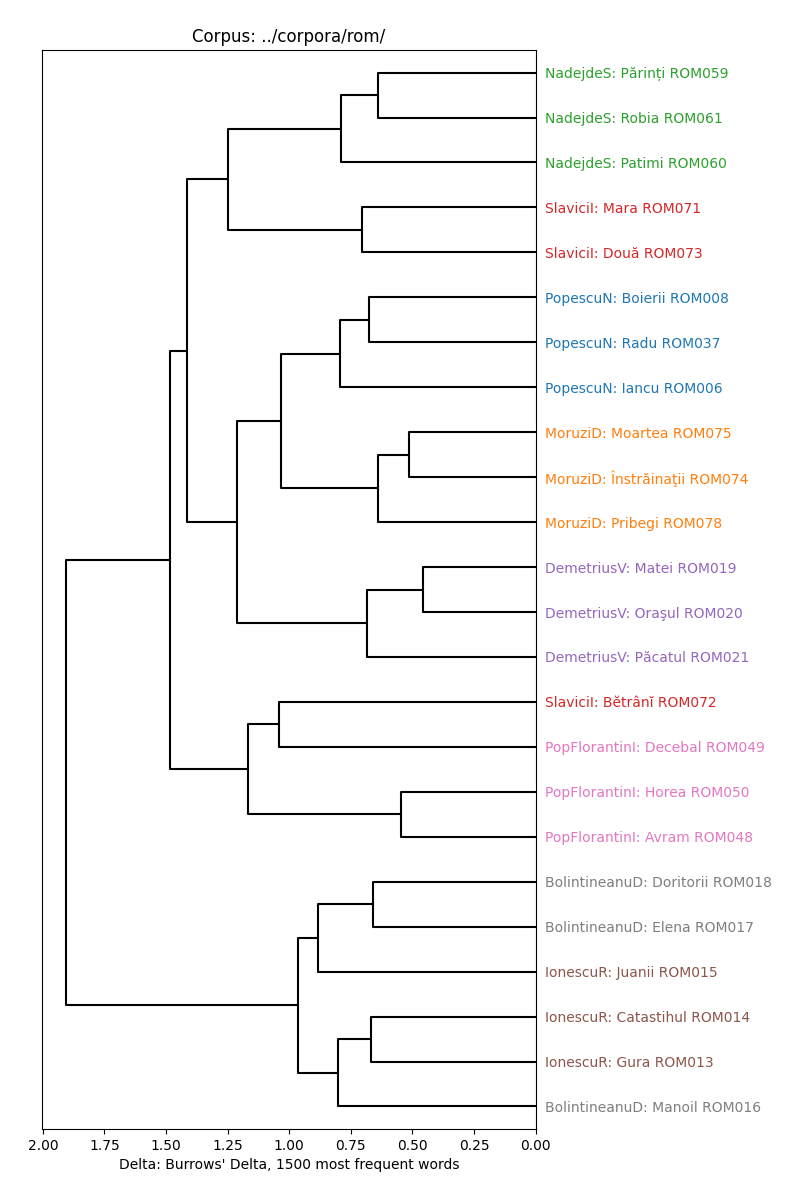 Corpus: ../corpora/rom/
NadejdeS: Părinți ROM059
NadejdeS: Robia ROM061
NadejdeS: Patimi ROM060
SlaviciI: Mara ROM071
SlaviciI: Două ROM073
PopescuN: Boierii ROM008
PopescuN: Radu ROM037
PopescuN: Iancu ROM006
MoruziD: Moartea ROM075
MoruziD: Înstrăinaţii ROM074
MoruziD: Pribegi ROM078
DemetriusV: Matei ROM019
DemetriusV: Oraşul ROM020
DemetriusV: Păcatul ROM021
SlaviciI: Bĕtrânĭ ROM072
PopFlorantinI: Decebal ROM049
PopFlorantinI: Horea ROM050
PopFlorantinI: Avram ROM048
BolintineanuD: Doritorii ROM018
BolintineanuD: Elena ROM017
IonescuR: Juanii ROM015
IonescuR: Catastihul ROM014
IonescuR: Gura ROM013
BolintineanuD: Manoil ROM016
2.00 1.75 1.50 1.25 1.00 0.75 0.50 0.25 0.00
Delta: Burrows' Delta, 1500 most frequent words